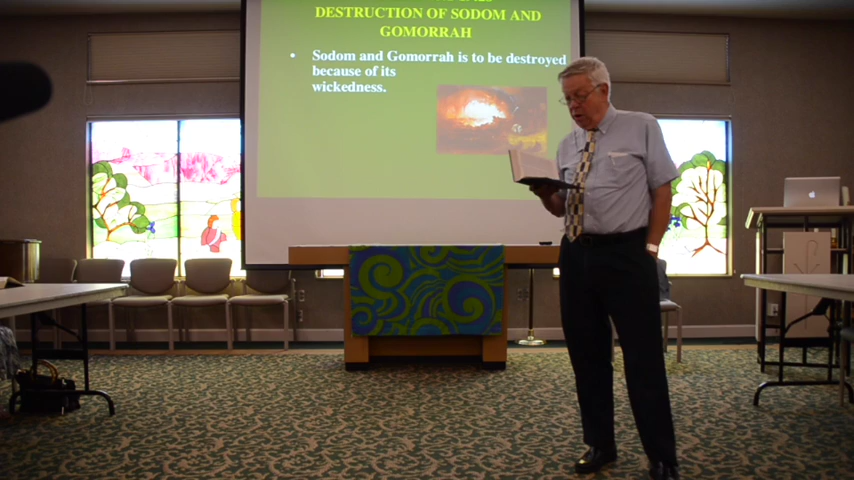 DESTRUCTION OF SODOM AND
GOMORRAH
• Sodom and Gomorrah is to be destroyed
because of its
wickedness.